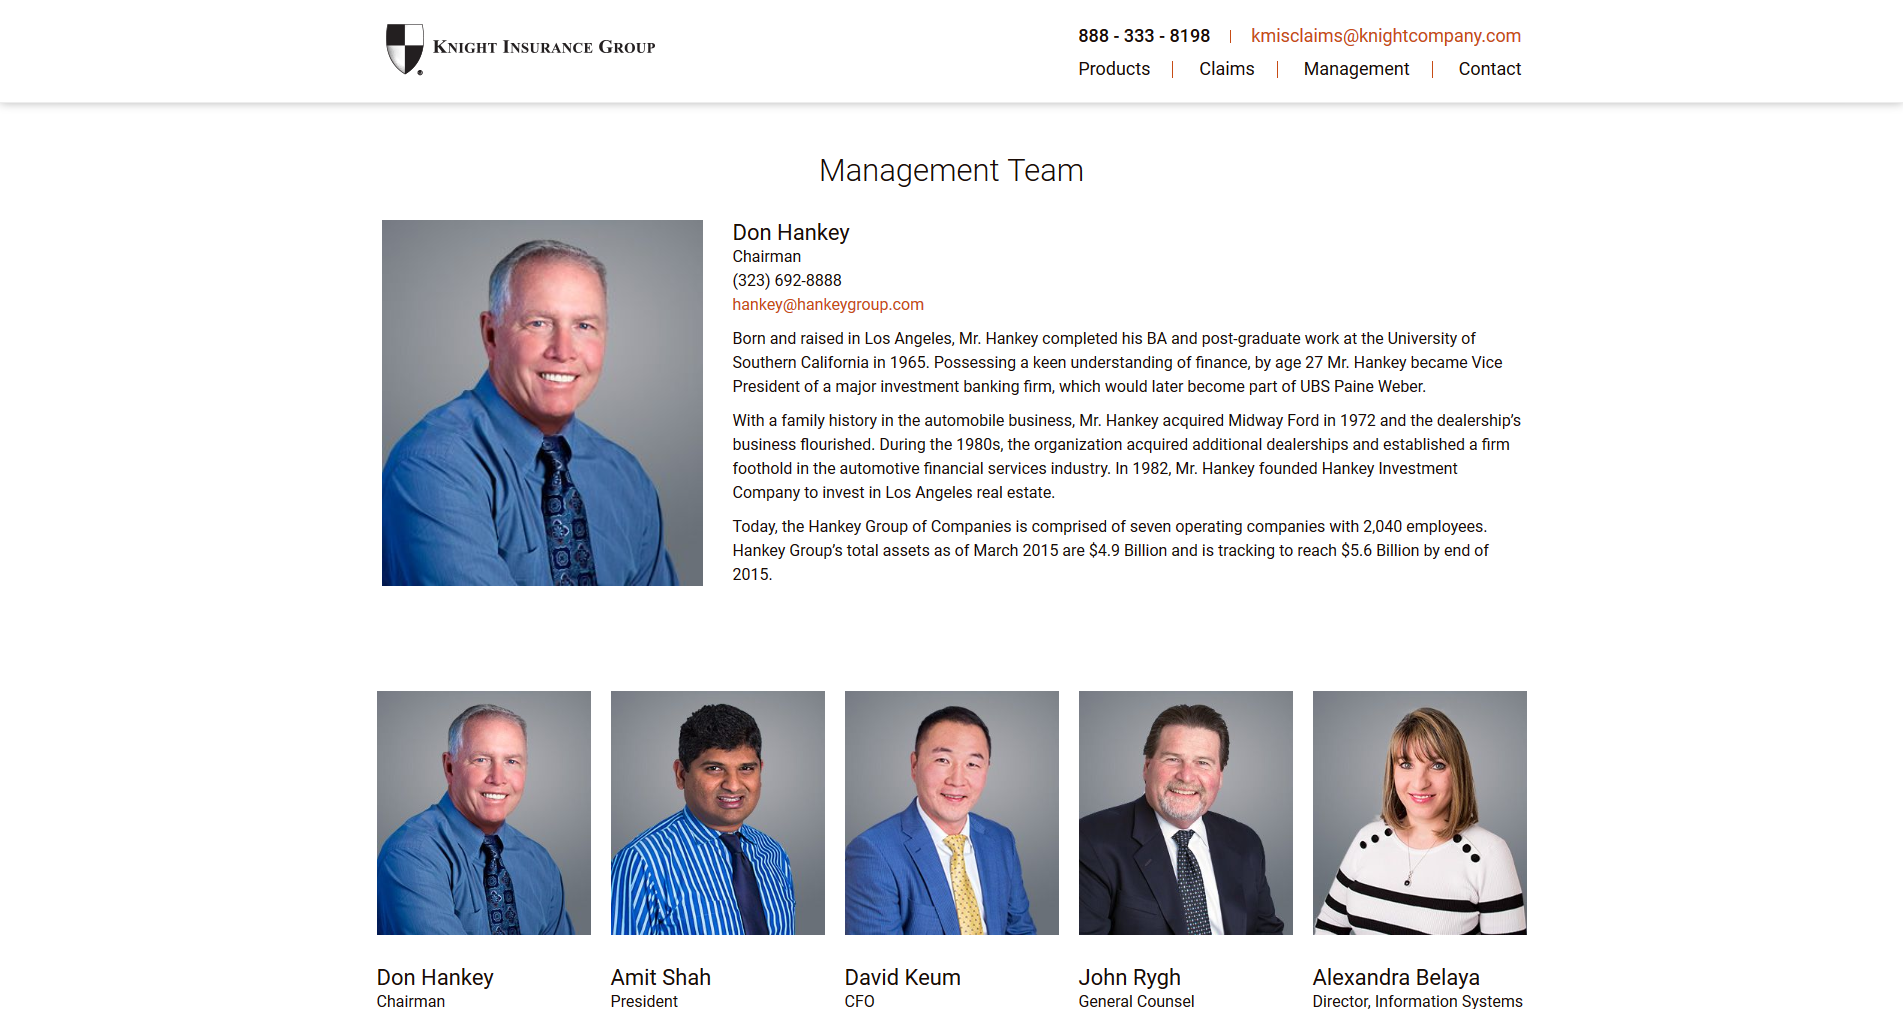 KNIGHT INSURANCE GROUP
888 - 333 - 8198 | kmisclaims@knightcompany.com
Products | Claims | Management | Contact
Management Team
Don Hankey
Chairman
(323) 692-8888
hankey@hankeygroup.com
Born and raised in Los Angeles, Mr. Hankey completed his BA and post-graduate work at the University of
Southern California in 1965. Possessing a keen understanding of finance, by age 27 Mr. Hankey became Vice
President of a major investment banking firm, which would later become part of UBS Paine Weber.
With a family history in the automobile business, Mr. Hankey acquired Midway Ford in 1972 and the dealership’s
business flourished. During the 1980s, the organization acquired additional dealerships and established a firm
foothold in the automotive financial services industry. In 1982, Mr. Hankey founded Hankey Investment
Company to invest in Los Angeles real estate.
Today, the Hankey Group of Companies is comprised of seven operating companies with 2,040 employees.
Hankey Group’s total assets as of March 2015 are $4.9 Billion and is tracking to reach $5.6 Billion by end of
2015.
Don Hankey
Chairman
Amit Shah
President
David Keum
CFO
John Rygh
General Counsel
Alexandra Belaya
Director, Information Systems